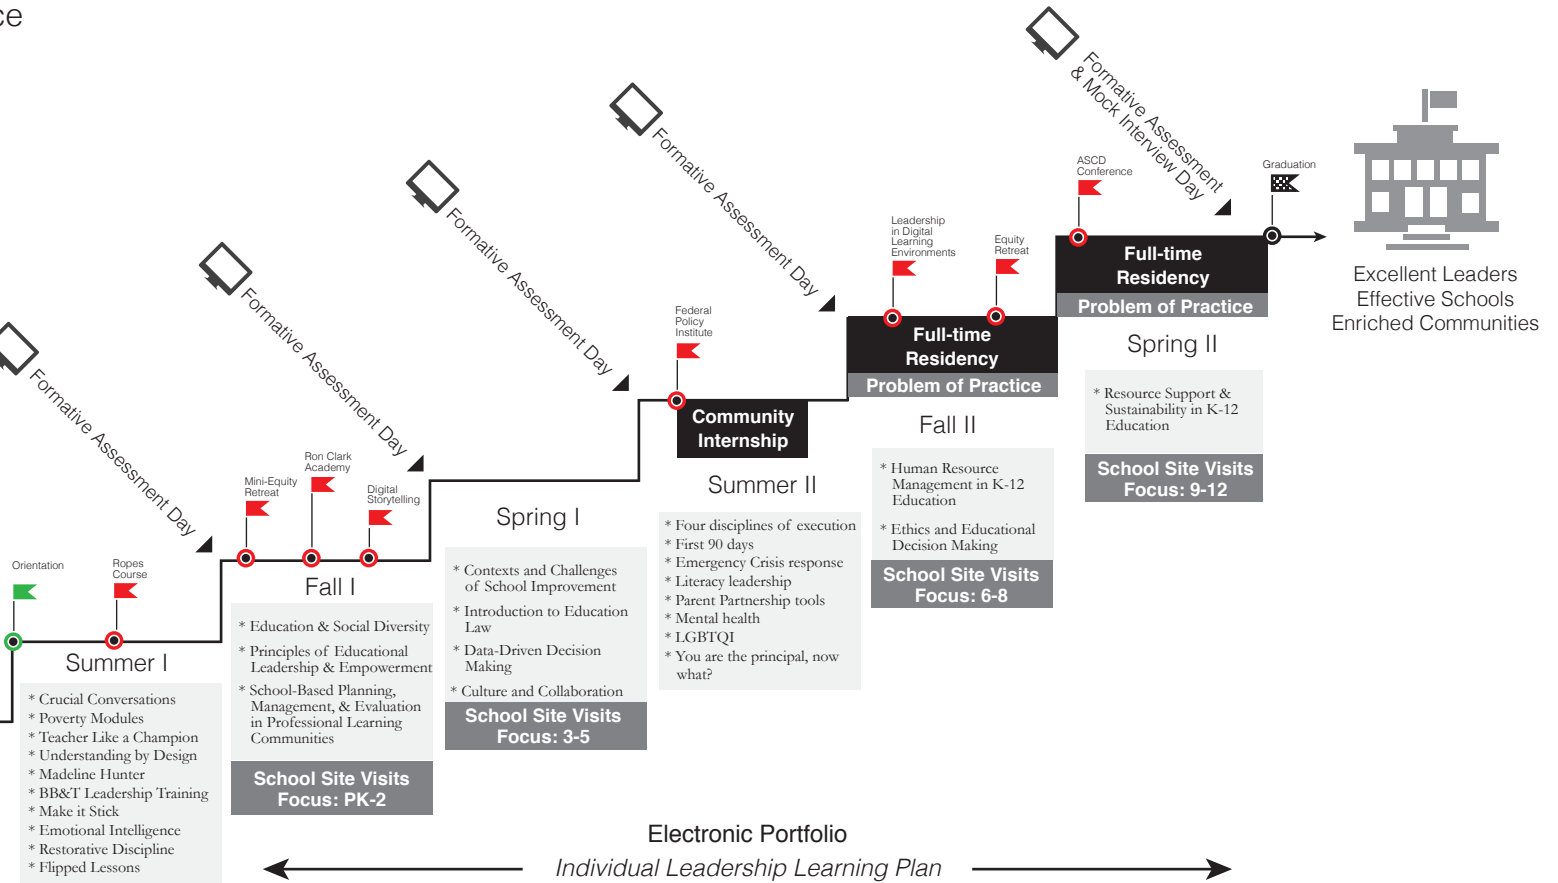 ce
Formative Assessment Day
Orientation
Ropes
Course
Summer I
* Crucial Conversations
* Poverty Modules
* Teacher Like a Champion
* Understanding by Design
* Madeline Hunter
* BB&T Leadership Training
* Make it Stick
* Emotional Intelligence
* Restorative Discipline
* Flipped Lessons
Formative Assessment Day
Mini-Equity
Retreat
Ron Clark
Academy
Digital
Storytelling
Fall I
* Education & Social Diversity
* Principles of Educational
Leadership & Empowerment
* School-Based Planning,
Management, & Evaluation
in Professional Learning
Communities
School Site Visits
Focus: PK-2
Formative Assessment Day
Spring I
* Contexts and Challenges
of School Improvement
* Introduction to Education
Law
* Data-Driven Decision
Making
* Culture and Collaboration
School Site Visits
Focus: 3-5
Federal
Policy
Institute
Community
Internship
Summer II
* Four disciplines of execution
* First 90 days
* Emergency Crisis response
* Literacy leadership
* Parent Partnership tools
* Mental health
* LGBTQI
* You are the principal, now
what?
Formative Assessment Day
Leadership
in Digital
Learning
Environments
Equity
Retreat
Full-time
Residency
Problem of Practice
Fall II
* Human Resource
Management in K-12
Education
* Ethics and Educational
Decision Making
School Site Visits
Focus: 6-8
Formative Assessment
& Mock Interview Day
ASCD
Conference
Graduation
Full-time
Residency
Problem of Practice
Spring II
* Resource Support &
Sustainability in K-12
Education
School Site Visits
Focus: 9-12
Excellent Leaders
Effective Schools
Enriched Communities
Electronic Portfolio
Individual Leadership Learning Plan